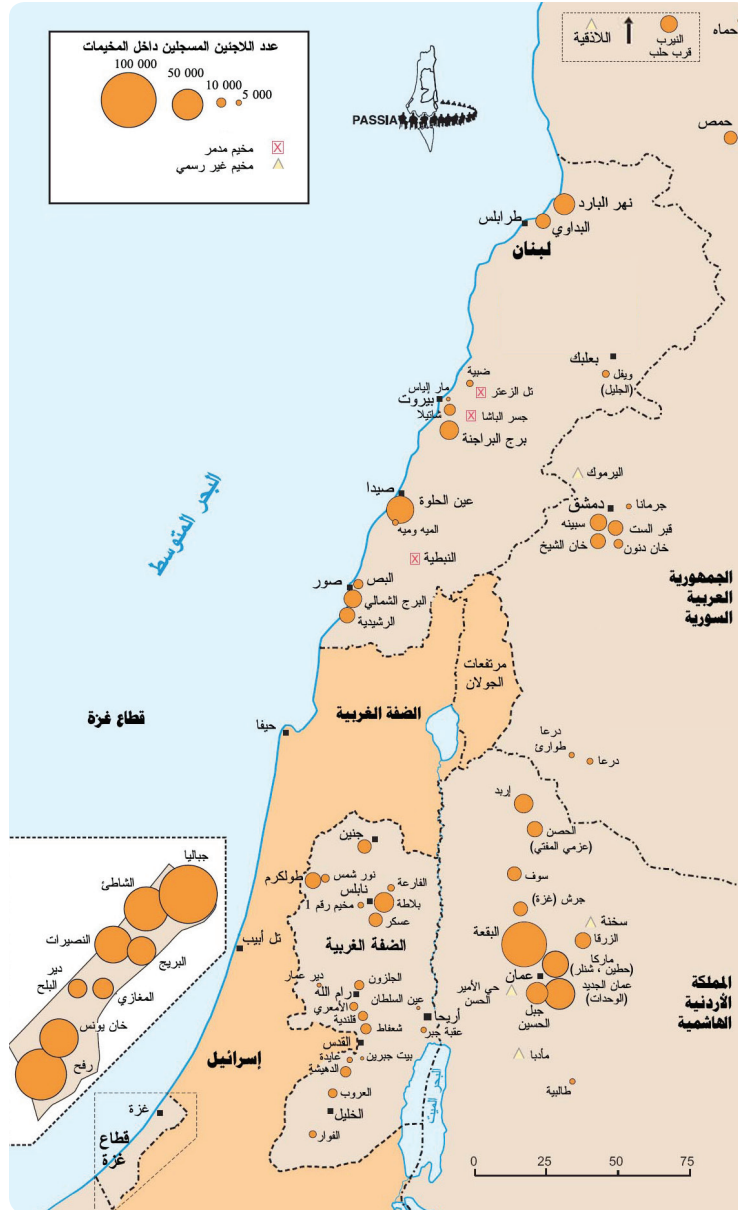 عدد اللاجئين المسجلين داخل المخيمات
100 000
50 000
10 000
5 000
مخيم مدمر
X
مخيم غير رسمي
PASSIA
اللاذقية
النيرب
قرب حلب
حماه
حمص
نهر البارد
البداوي
طرابلس
لبنان
بعلبك
ويفل
(الجليل)
ضبية
مار إلياس
تل الزعتر
X
بيروت
شاتيلا
جسر الباشا
X
برج البراجنة
اليرموك
صيدا
عين الحلوة
الميه وميه
دمشق
جرمانا
سبينه
قبر الست
خان الشيخ
خان دنون
النبطية
X
البحر المتوسط
صور
البص
البرج الشمالي
الرشيدية
الجمهورية
العربية
السورية
مرتفعات
الجولان
قطاع غزة
الضفة الغربية
حيفا
درعا
طوارئ
درعا
إربد
الحصن
(عزمي المفتي)
جنين
سوف
نور شمس
طولكرم
الفارعة
نابلس
مخيم رقم 1
بلاطة
عسكر
جرش (غزة)
سخنة
الزرقا
البقعة
ماركا
(حطين ، شنلر)
عمان
عمان الجديد
(الوحدات)
جبل
الحسين
حي الأمير
الحسن
المملكة
الأردنية
الهاشمية
جباليا
الشاطئ
النصيرات
البريج
دير
البلح
المغازي
خان يونس
رفح
تل أبيب
الضفة الغربية
دير عمار
الجلزون
رام الله
الأمعري
عين السلطان
قلندية
أريحا
شعفاط
عقبة جبر
القدس
عايدة
بيت جبرين
الدهيشة
مأدبا
طالبية
إسرائيل
العروب
الخليل
الفوار
البحر الميت
غزة
قطاع
غزة
0
25
50
75